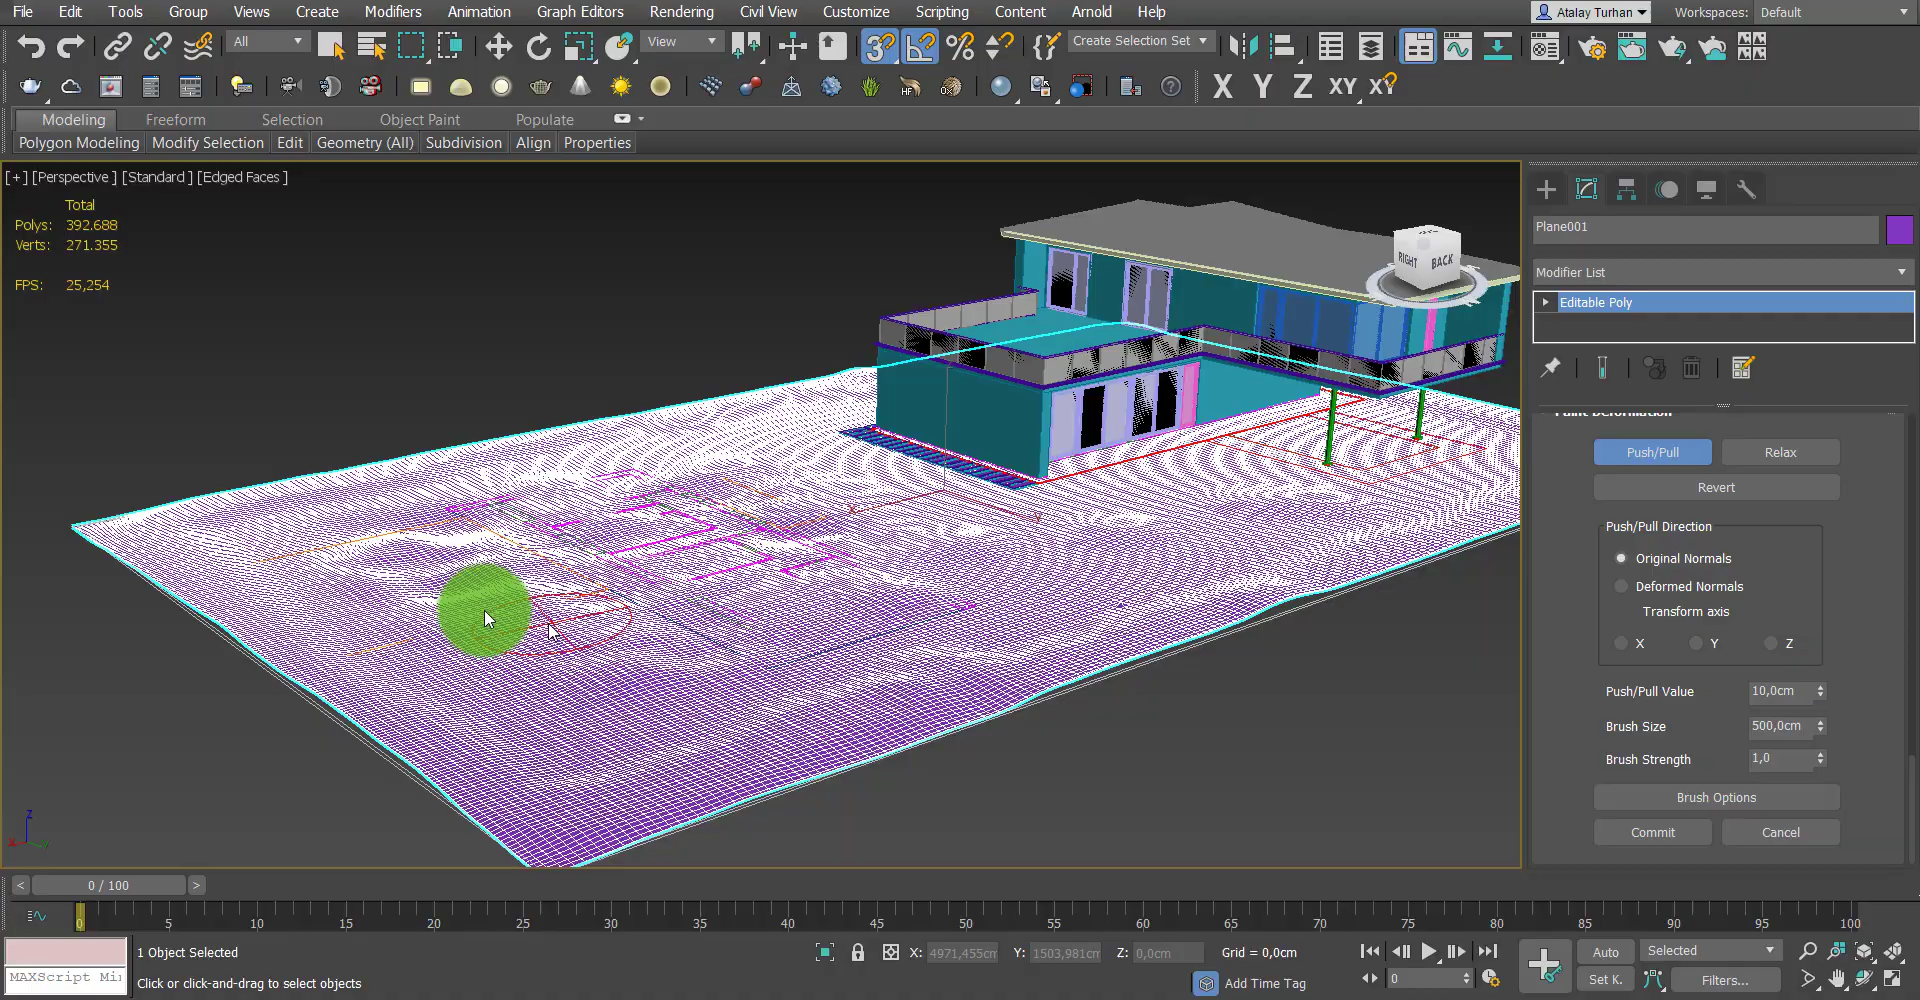 File Edit Tools Group Views Create Modifiers Animation Graph Editors Rendering Civil View Customize Scripting Content Arnold Help Atalay Turhan Workspaces: Default
All View 3 Create Selection Set
HF ? X Y Z XY XY
Modeling Freeform Selection Object Paint Populate
Polygon Modeling Modify Selection Edit Geometry (All) Subdivision Align Properties
[+] [Perspective ] [Standard ] [Edged Faces ]
Total
Polys: 392.688
Verts: 271.355
FPS: 25,254
RIGHT BACK
Plane001
Modifier List
Editable Poly
Paint Deformation
Push/Pull Relax
Revert
Push/Pull Direction
Original Normals
Deformed Normals
Transform axis
X Y Z
Push/Pull Value 10,0cm
Brush Size 500,0cm
Brush Strength 1,0
Brush Options
Commit Cancel
z
< 0 / 100 >
0 5 10 15 20 25 30 35 40 45 50 55 60 65 70 75 80 85 90 95 100
1 Object Selected X: 4971,455cm Y: 1503,981cm Z: 0,0cm Grid = 0,0cm Auto Selected
MAXScript Mi Click or click-and-drag to select objects Add Time Tag 0 Set K. Filters...